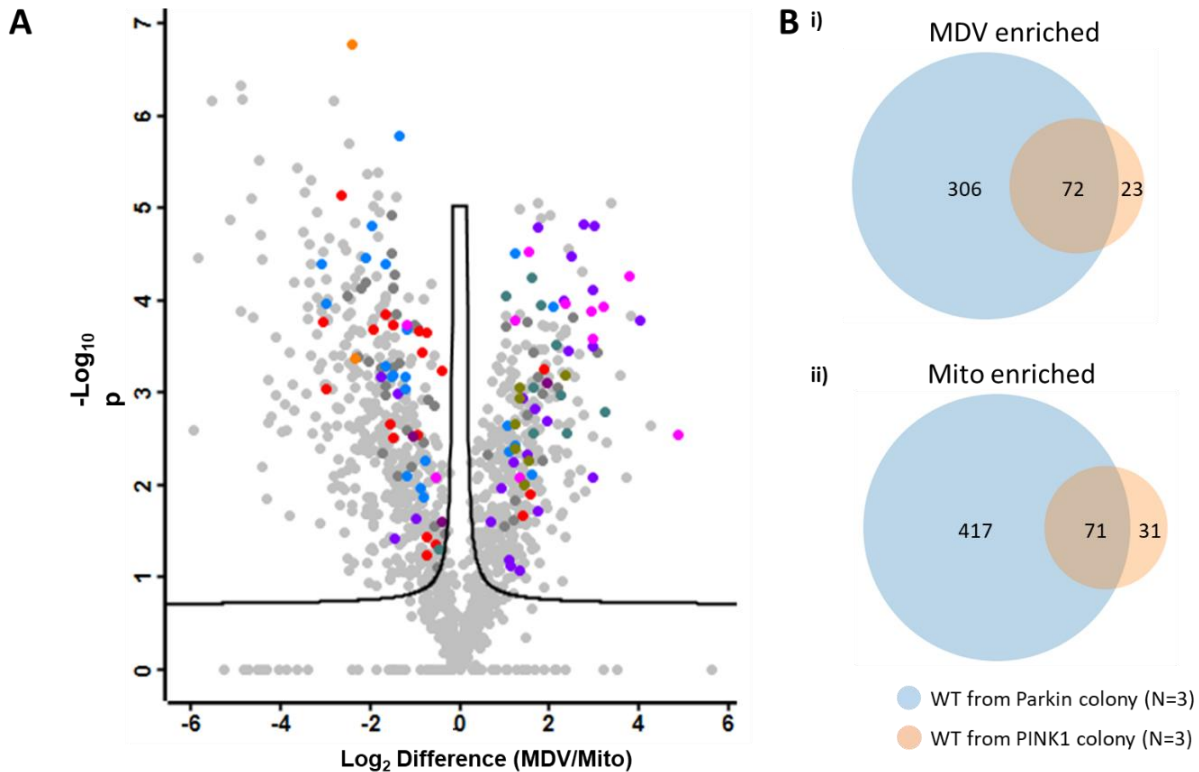 A
7
6
5
4
3
2
1
0
-Log10
p
-6
-4
-2
.0
2
4
6
Log2 Difference (MDV/Mito)
B i)
MDV enriched
306
72
23
ii)
Mito enriched
417
71
31
WT from Parkin colony (N=3)
WT from PINK1 colony (N=3)